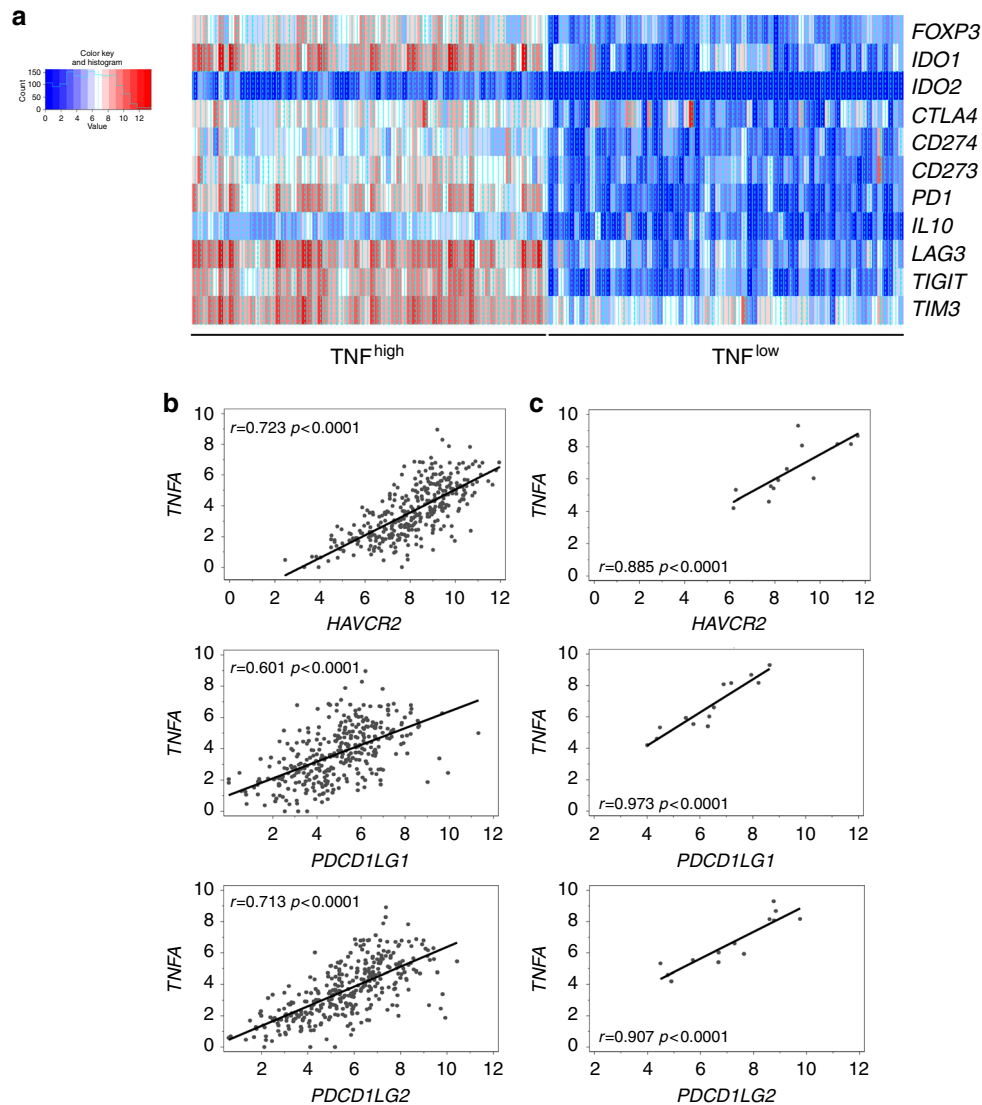 a
Color key
and histogram
Count
150
100
50
0
0 2 4 6 8 10 12
Value
FOXP3
IDO1
IDO2
CTLA4
CD274
CD273
PD1
IL10
LAG3
TIGIT
TIM3
TNFhigh
TNFlow
b
TNFA
10
8
6
4
2
0
r=0.723 p<0.0001
0 2 4 6 8 10 12
HAVCR2
c
TNFA
10
8
6
4
2
0
r=0.885 p<0.0001
0 2 4 6 8 10 12
HAVCR2
TNFA
10
8
6
4
2
0
r=0.601 p<0.0001
2 4 6 8 10 12
PDCD1LG1
TNFA
10
8
6
4
2
0
r=0.973 p<0.0001
2 4 6 8 10 12
PDCD1LG1
TNFA
10
8
6
4
2
0
r=0.713 p<0.0001
2 4 6 8 10 12
PDCD1LG2
TNFA
10
8
6
4
2
0
r=0.907 p<0.0001
2 4 6 8 10 12
PDCD1LG2